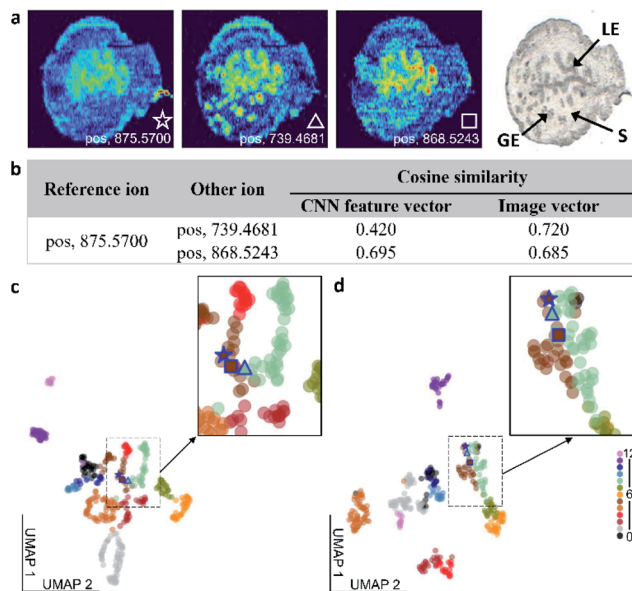 a
pos, 875.5700
pos, 739.4681
pos, 868.5243
LE
GE
S
b
Reference ion
Other ion
Cosine similarity
CNN feature vector
Image vector
pos, 875.5700
pos, 739.4681
0.420
0.720
pos, 868.5243
0.695
0.685
c
d
UMAP 1
UMAP 2
UMAP 1
UMAP 2
12
6
0